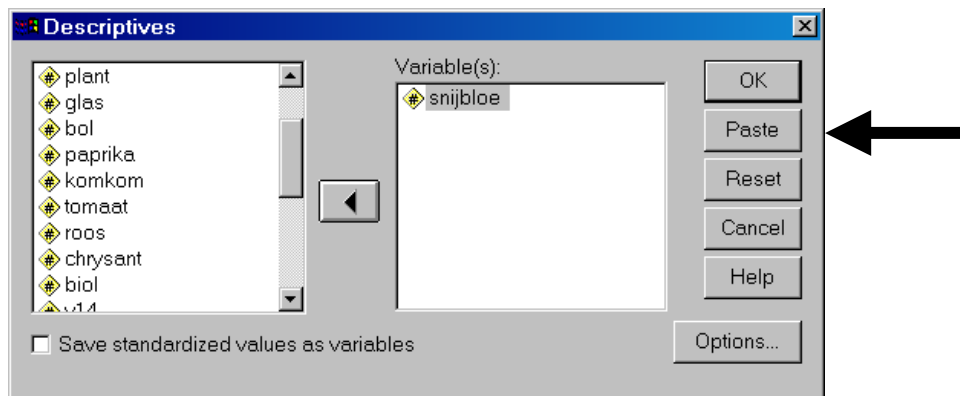 Descriptives
plant
glas
bol
paprika
komkom
tomaat
roos
chrysant
biol
v14
Variable(s):
snijbloe
OK
Paste
Reset
Cancel
Help
Save standardized values as variables
Options...